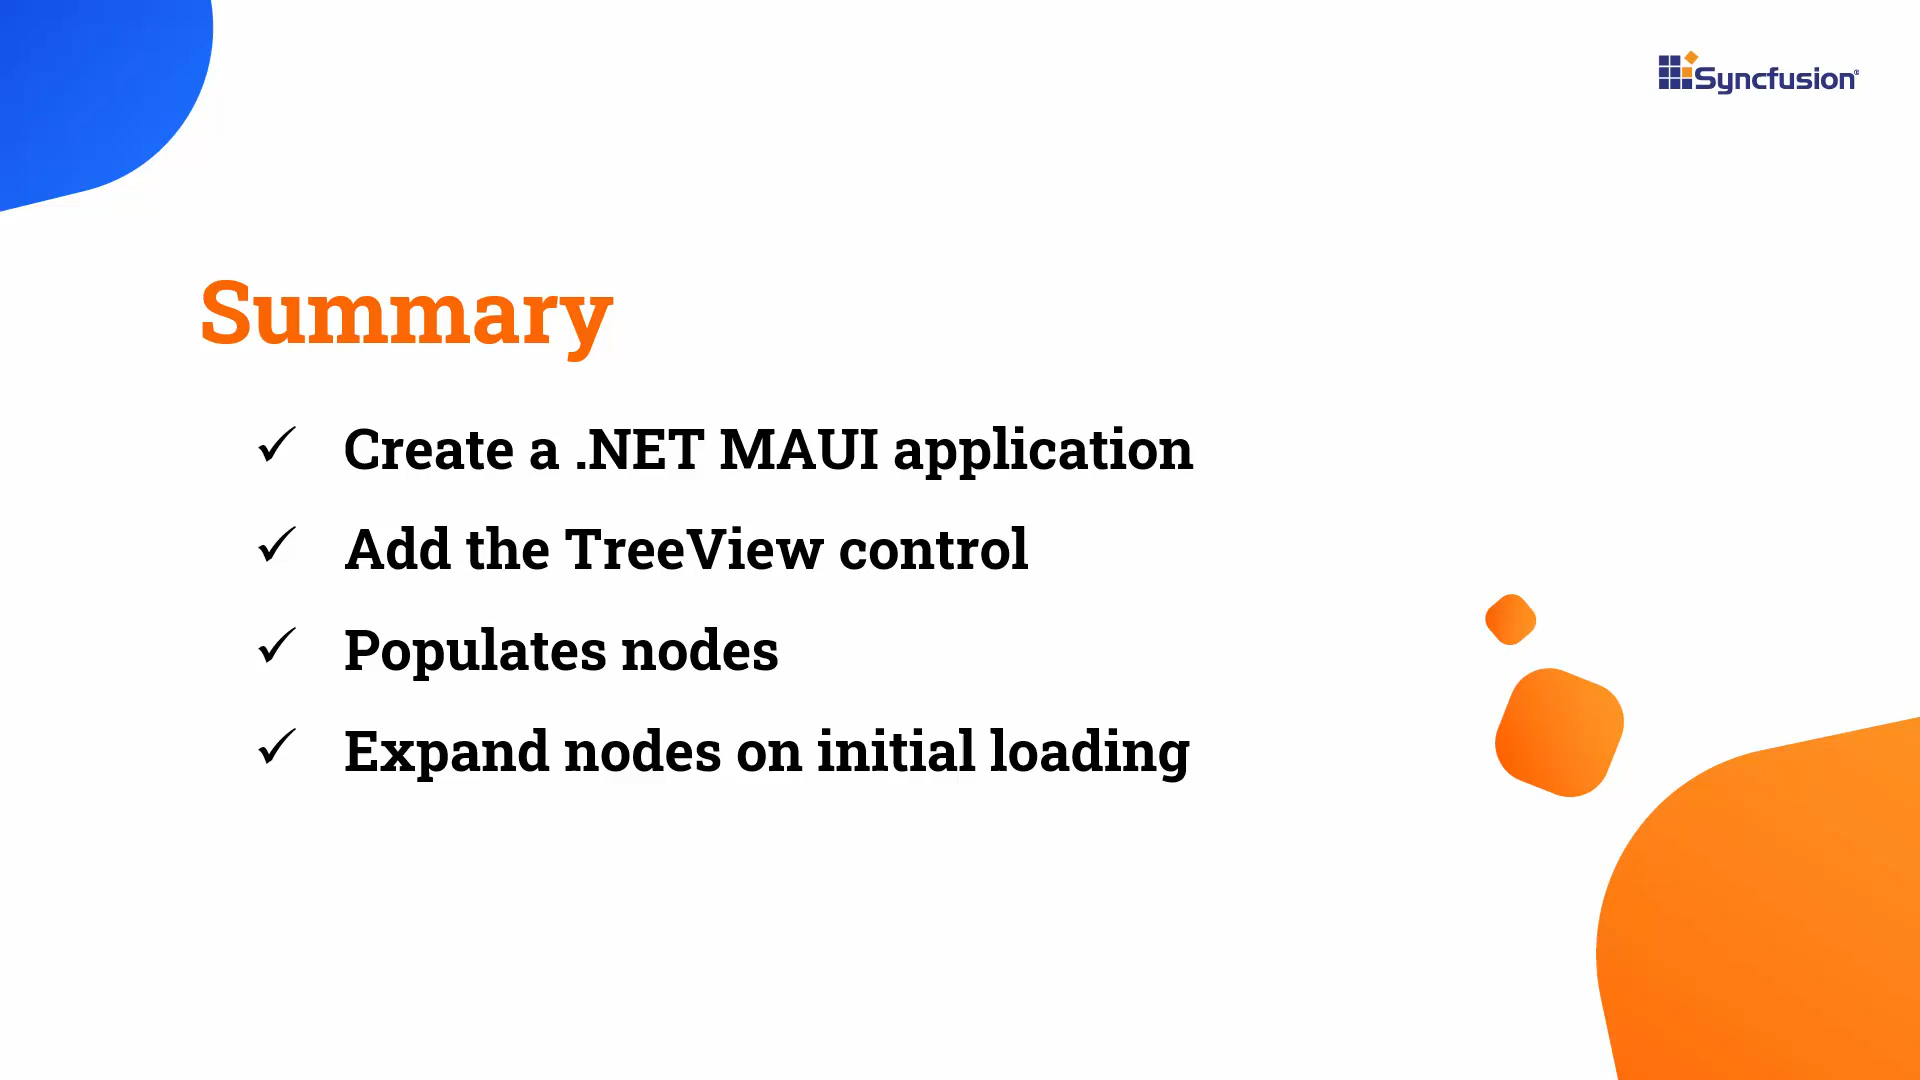 Syncfusion®
Summary
✓ Create a .NET MAUI application
✓ Add the TreeView control
✓ Populates nodes
✓ Expand nodes on initial loading